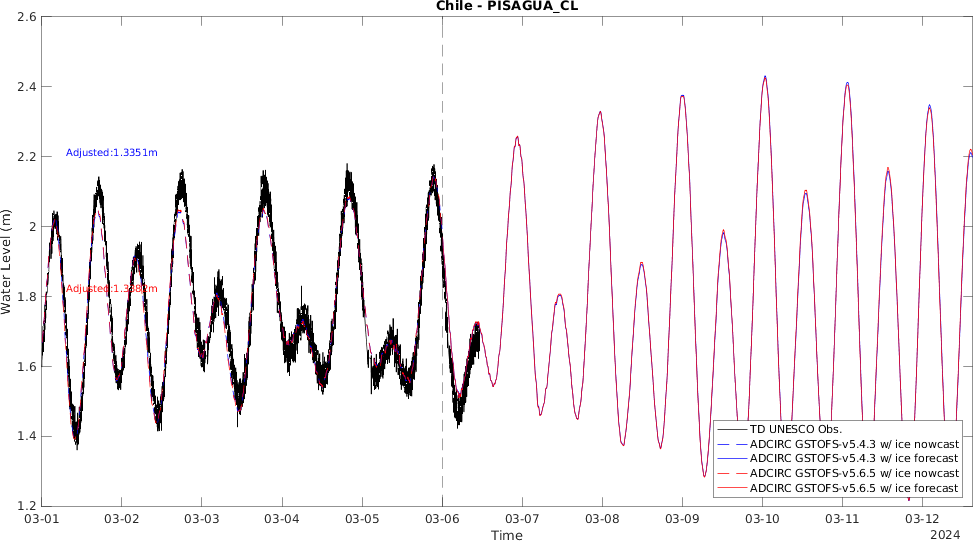 Chile - PISAGUA_CL
2.6
2.4
2.2
2
1.8
1.6
1.4
1.2
Water Level (m)
Adjusted:1.3351m
TD UNESCO Obs.
ADCIRC GSTOFS-v5.4.3 w/ ice nowcast
ADCIRC GSTOFS-v5.4.3 w/ ice forecast
ADCIRC GSTOFS-v5.6.5 w/ ice nowcast
ADCIRC GSTOFS-v5.6.5 w/ ice forecast
03-01 03-02 03-03 03-04 03-05 03-06 03-07 03-08 03-09 03-10 03-11 03-12
Time
2024